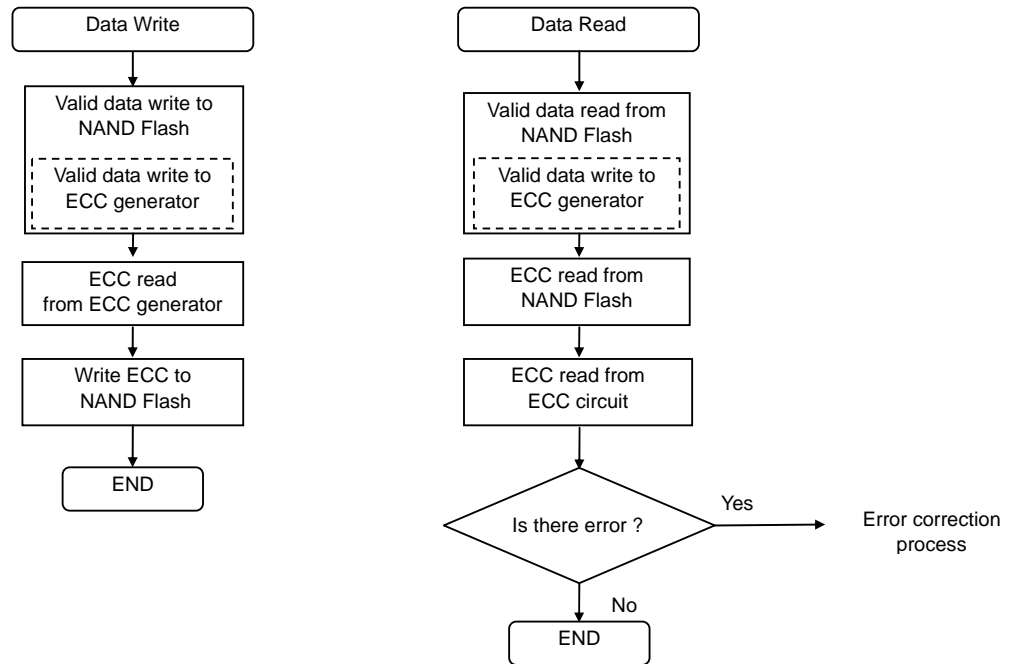 Data Write
Valid data write to
NAND Flash
Valid data write to
ECC generator
ECC read
from ECC generator
Write ECC to
NAND Flash
END
Data Read
Valid data read from
NAND Flash
Valid data write to
ECC generator
ECC read from
NAND Flash
ECC read from
ECC circuit
Is there error ?
Yes
Error correction
process
No
END